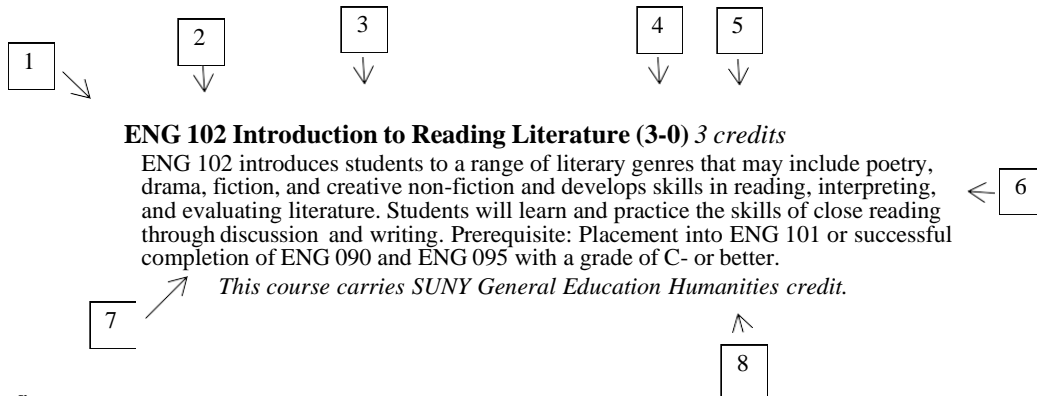 3
4
5
2
1
ENG 102 Introduction to Reading Literature (3-0) 3 credits
ENG 102 introduces students to a range of literary genres that may include poetry,
drama, fiction, and creative non-fiction and develops skills in reading, interpreting,
6
and evaluating literature. Students will learn and practice the skills of close reading
through discussion and writing. Prerequisite: Placement into ENG 101 or successful
completion of ENG 090 and ENG 095 with a grade of C- or better.
This course carries SUNY General Education Humanities credit.
7
8